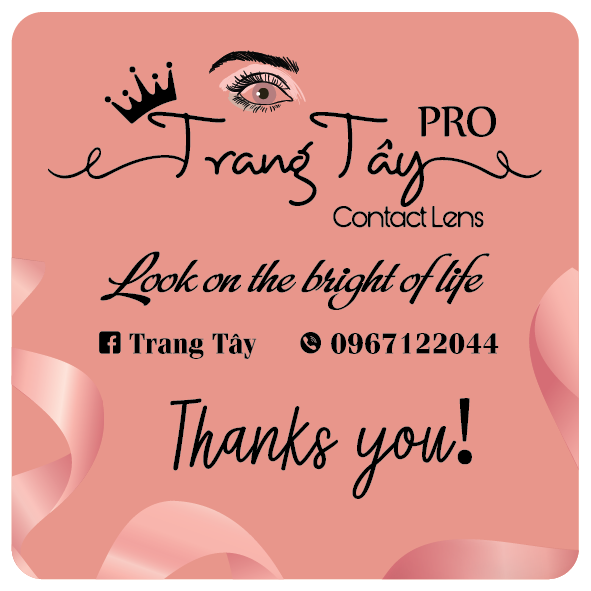 Trang Tây PRO
Contact Lens
Look on the bright of life
Trang Tây 0967122044
Thanks you!